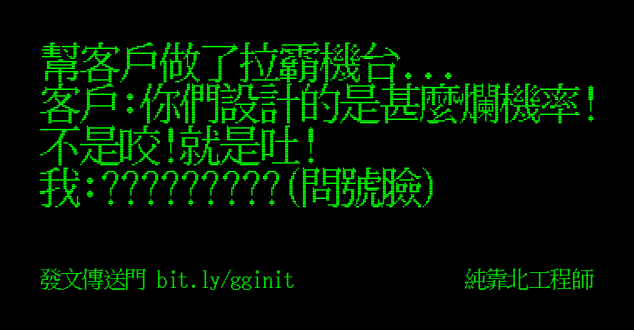 幫客戶做了拉霸機台...
客戶:你們設計的是甚麼爛機率!
不是咬!就是吐!
我:?????????(問號臉)
發文傳送門 bit.ly/gginit
純靠北工程師